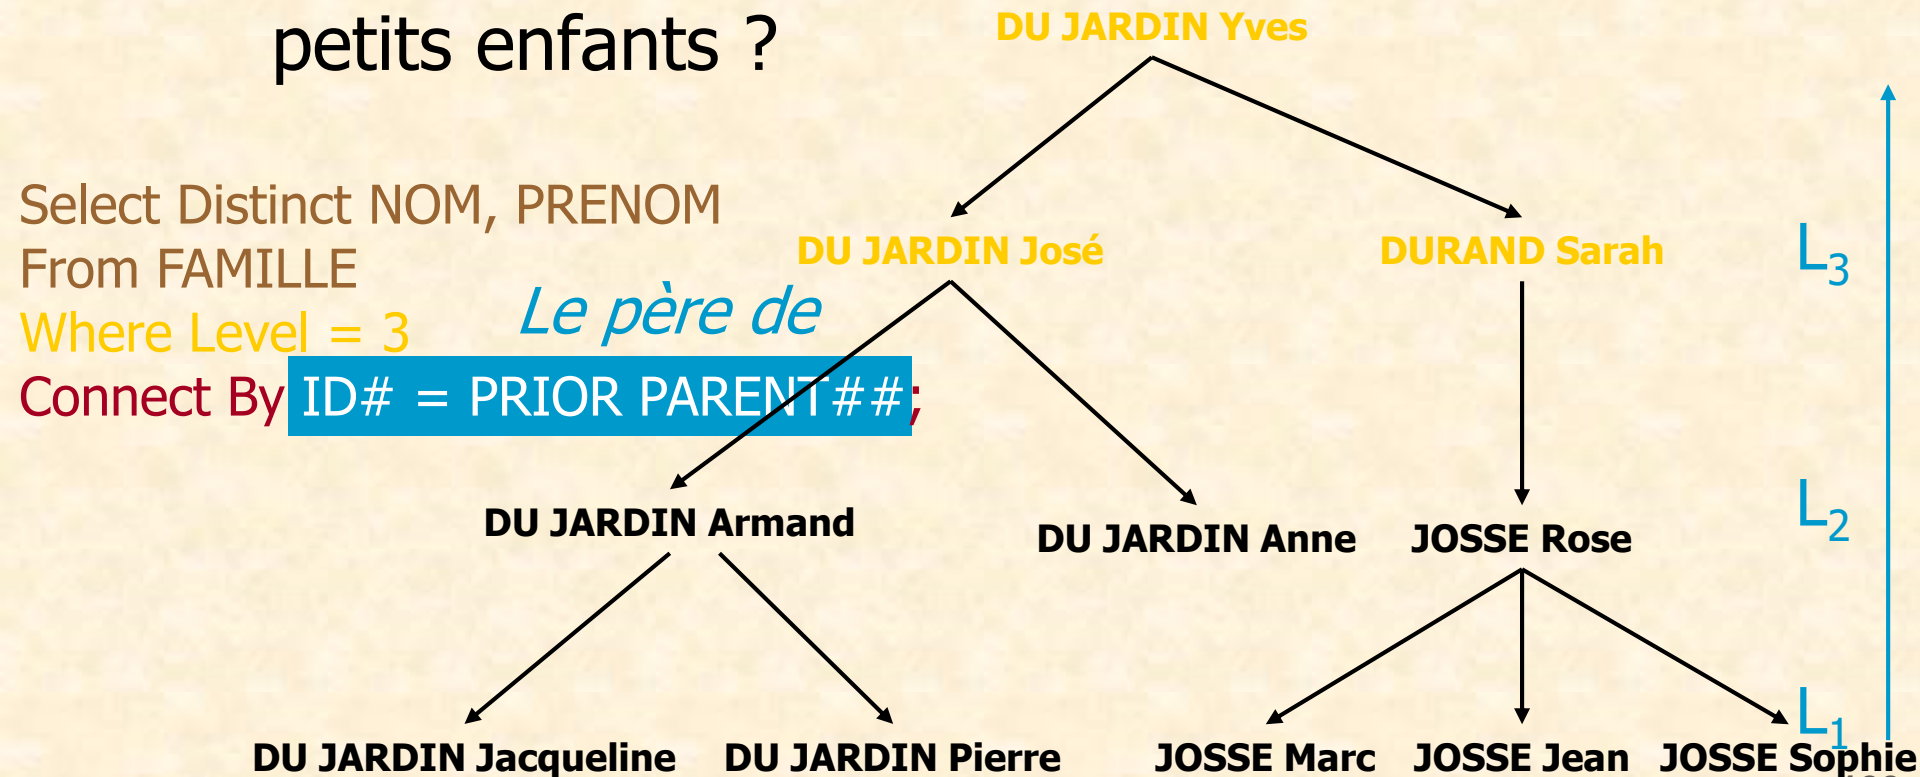 petits enfants ?
DU JARDIN Yves
Select Distinct NOM, PRENOM
From FAMILLE
Where Level = 3
Connect By ID# = PRIOR PARENT##;
Le père de
DU JARDIN José
DURAND Sarah
L3
DU JARDIN Armand
DU JARDIN Anne
JOSSE Rose
L2
L1
DU JARDIN Jacqueline
DU JARDIN Pierre
JOSSE Marc
JOSSE Jean
JOSSE Sophie